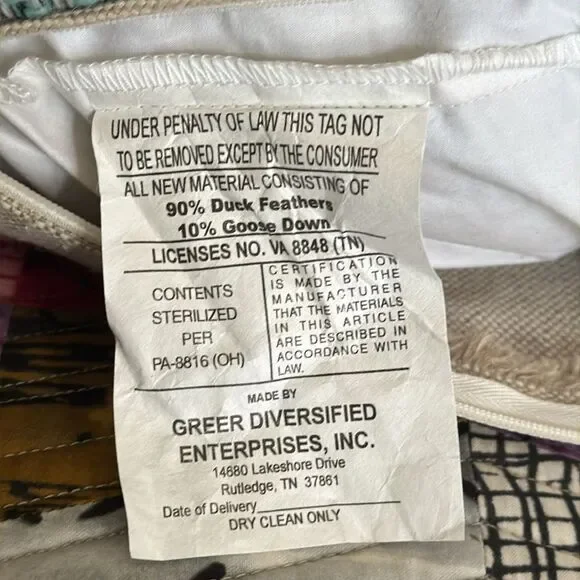 UNDER PENALTY OF LAW THIS TAG NOT
TO BE REMOVED EXCEPT BY THE CONSUMER
ALL NEW MATERIAL CONSISTING OF
90% Duck Feathers
10% Goose Down
LICENSES NO. VA 8848 (TN)
CONTENTS
STERILIZED
PER
PA-8816 (OH)
CERTIFICATION
IS MADE BY THE
MANUFACTURER
THAT THE MATERIALS
IN THIS ARTICLE
ARE DESCRIBED IN
ACCORDANCE WITH
LAW.
MADE BY
GREER DIVERSIFIED
ENTERPRISES, INC.
14680 Lakeshore Drive
Rutledge, TN 37861
Date of Delivery
DRY CLEAN ONLY